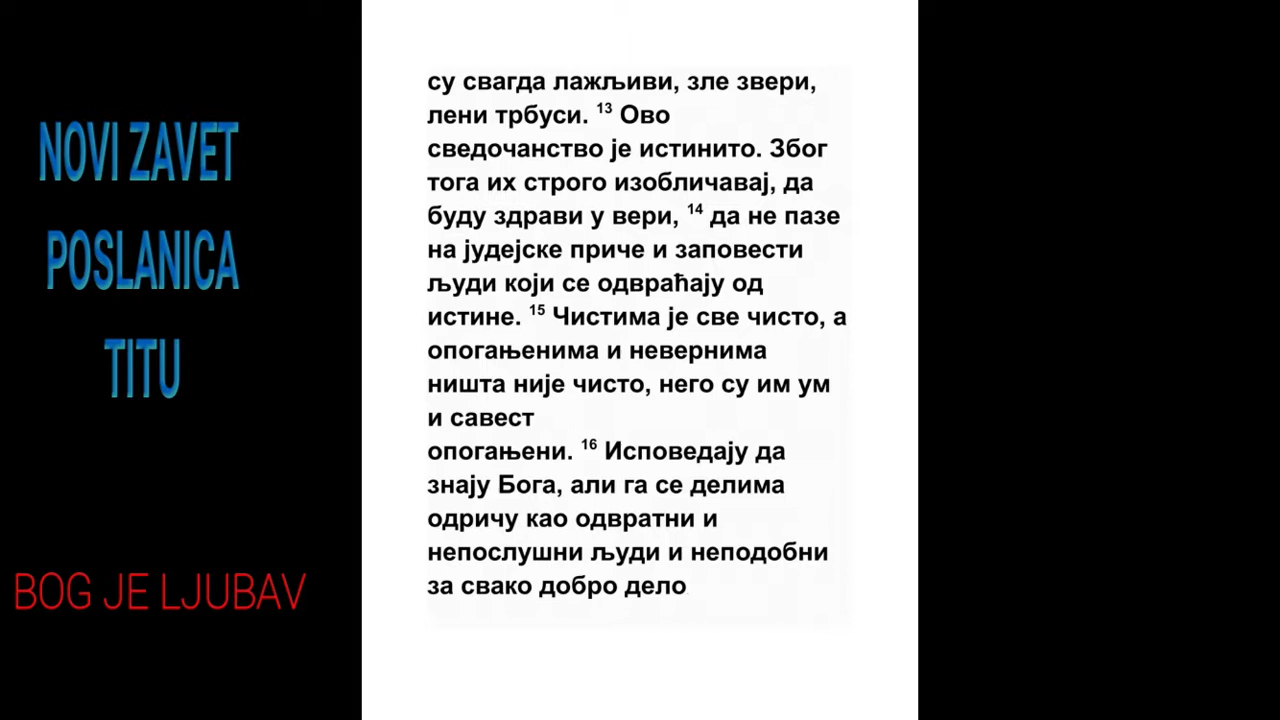 NOVI ZAVET
POSLANICA
TITU
BOG JE LJUBAV
су свагда лажљиви, зле звери,
лени трбуси. 13 Ово
сведочанство је истинито. Због
тога их строго изобличавај, да
буду здрави у вери, 14 да не пазе
на јудејске приче и заповести
људи који се одвраћају од
истине. 15 Чистима је све чисто, а
опогањенима и невернима
ништа није чисто, него су им ум
и савест
опогањени. 16 Исповедају да
знају Бога, али га се делима
одричу као одвратни и
непослушни људи и неподобни
за свако добро дело